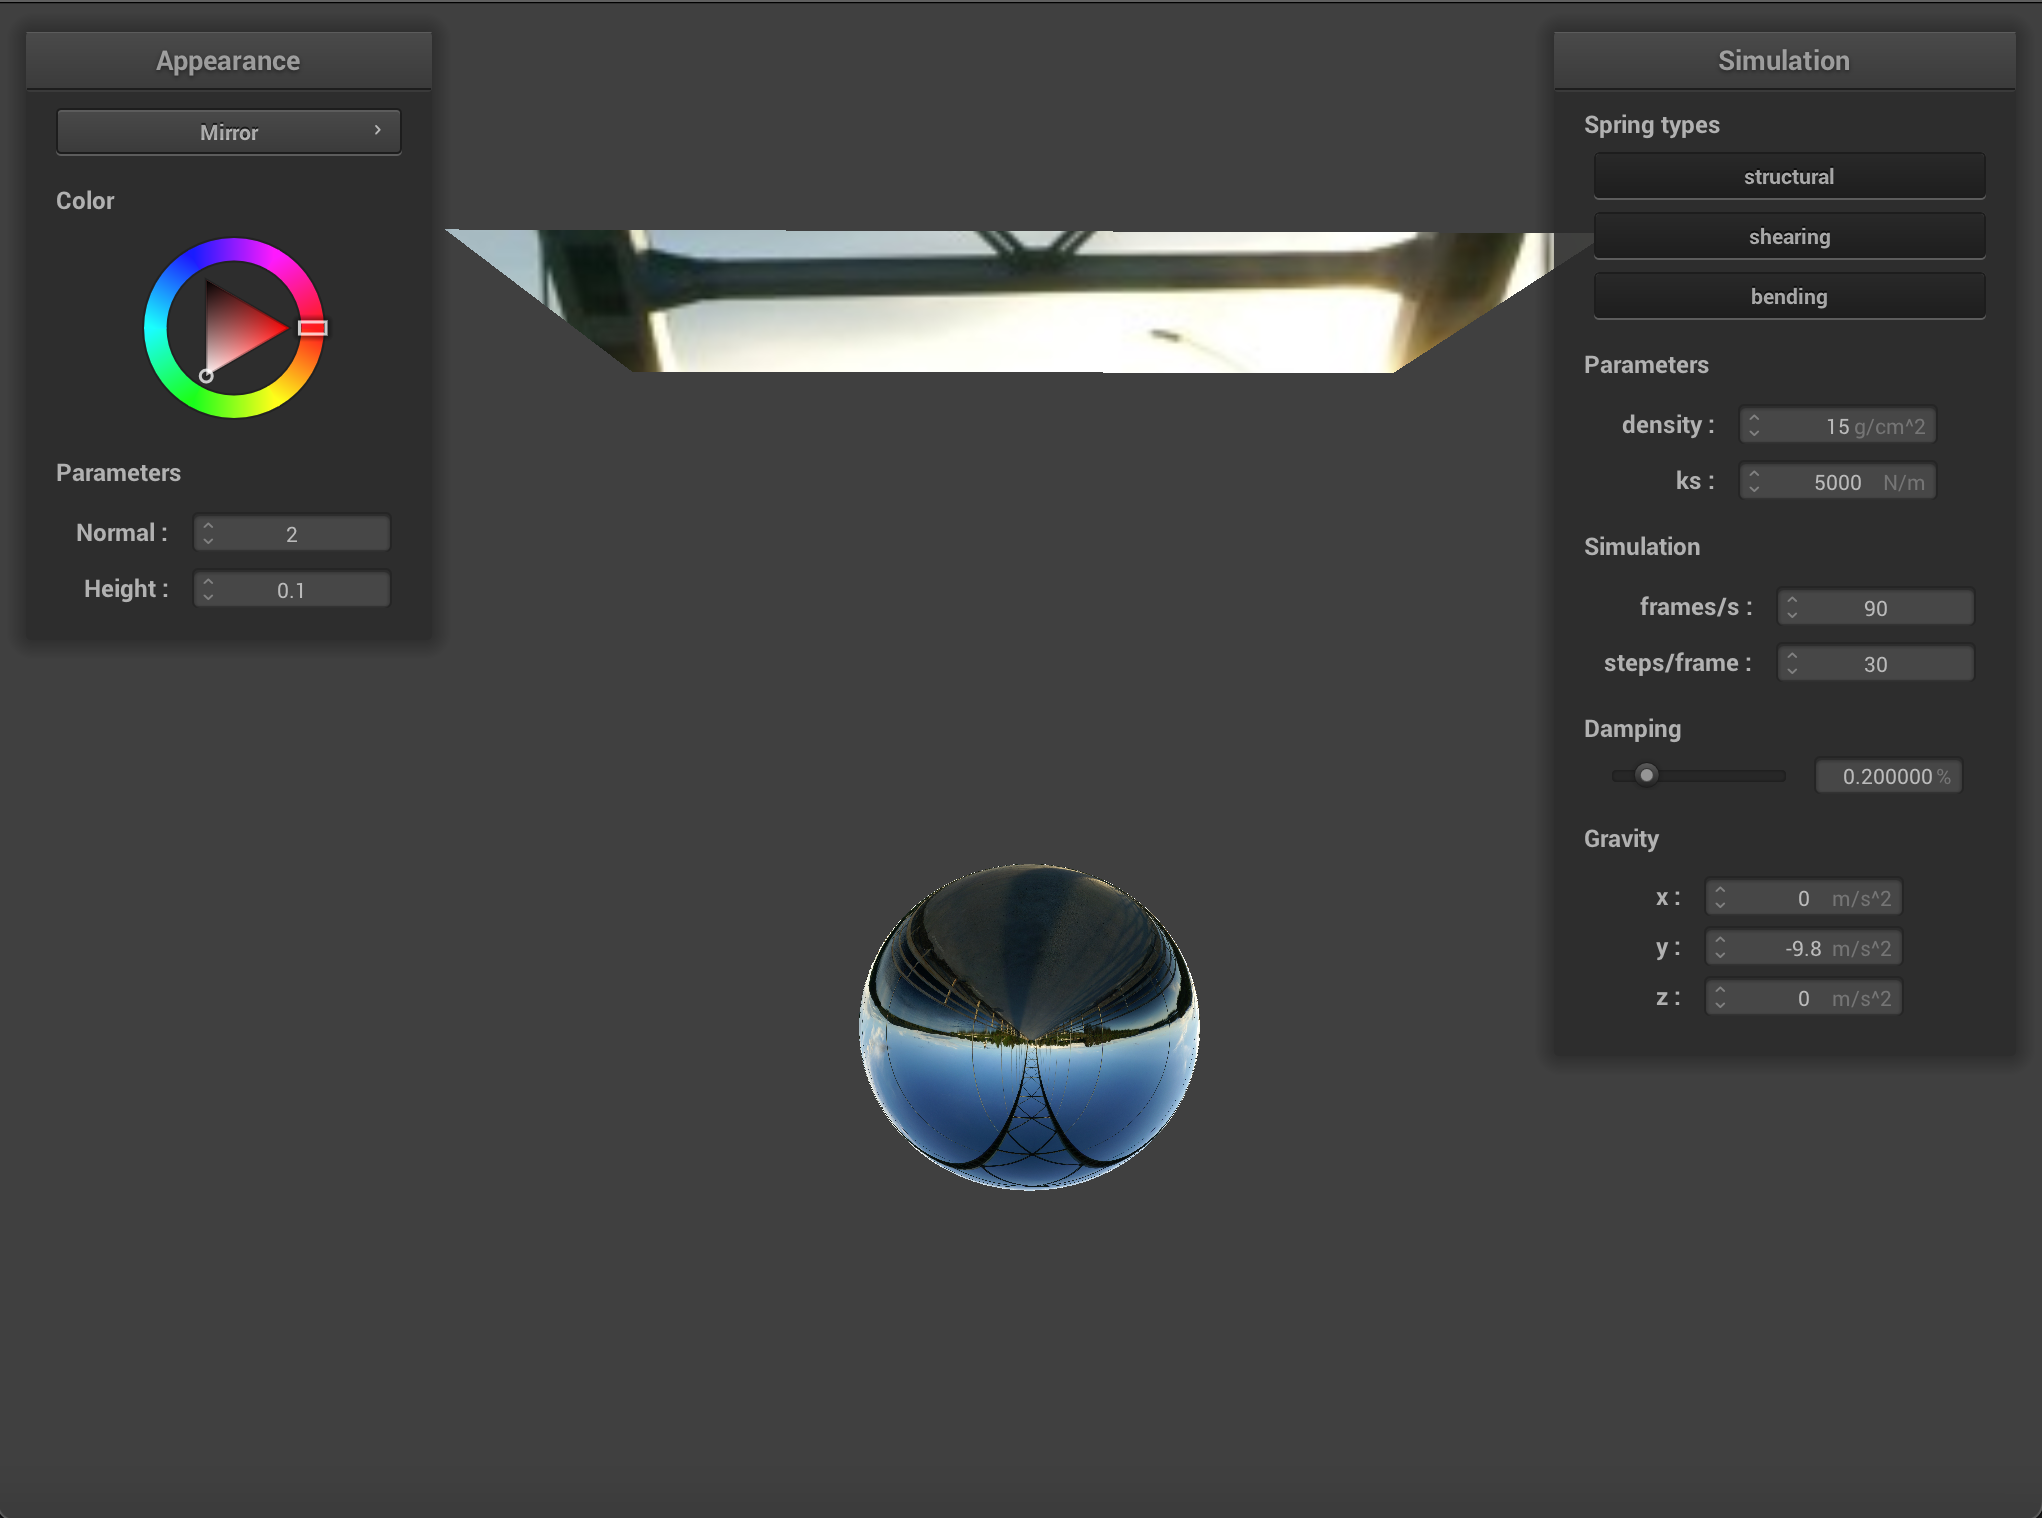 Appearance
Mirror
Color
Parameters
Normal : 2
Height : 0.1
Simulation
Spring types
structural
shearing
bending
Parameters
density : 15 g/cm^2
ks : 5000 N/m
Simulation
frames/s : 90
steps/frame : 30
Damping
0.200000 %
Gravity
x : 0 m/s^2
y : -9.8 m/s^2
z : 0 m/s^2